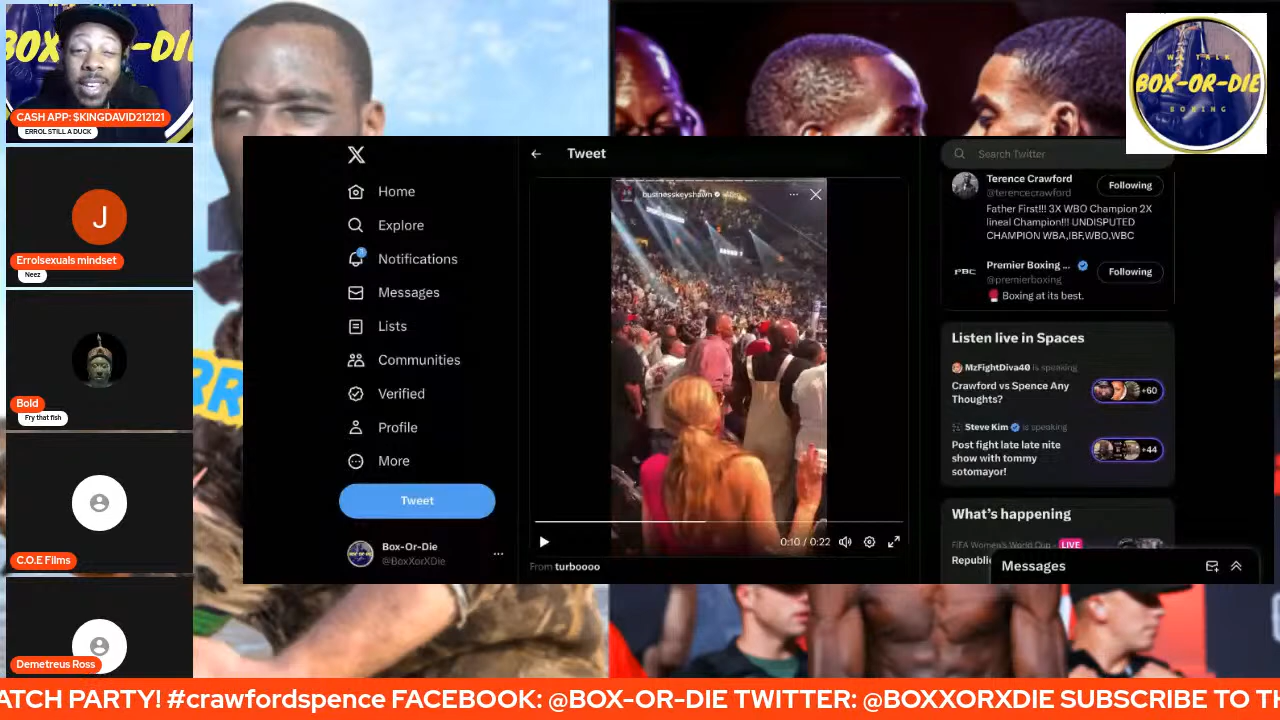 BOX -DIE
CASH APP: $KINGDAVID212121
ERROL STILL A DUCK
J
Errolsexuals mindset
Neez
Bold
Fry that fish
C.O.E Films
Demetreus Ross
X
Home
Explore
Notifications
Messages
Lists
Communities
Verified
Profile
More
Tweet
Box-Or-Die
@BoxXorXDie
Tweet
businesskeyshawn
0:10 / 0:22
From turboooo
Search Twitter
Terence Crawford
@terencecrawford
Following
Father First!!! 3X WBO Champion 2X
lineal Champion!!! UNDISPUTED
CHAMPION WBA,IBF,WBO,WBC
PBC
Premier Boxing ...
@premierboxing
Following
Boxing at its best.
Listen live in Spaces
MzFightDiva40 is speaking
Crawford vs Spence Any
Thoughts?
+60
Steve Kim is speaking
Post fight late late nite
show with tommy
sotomayor!
+44
What's happening
FIFA Women's World Cup · LIVE
Republi
Messages
WE TALK
BOX-OR-DIE
BOXING
ATCH PARTY! #crawfordspence FACEBOOK: @BOX-OR-DIE TWITTER: @BOXXORXDIE SUBSCRIBE TO TH